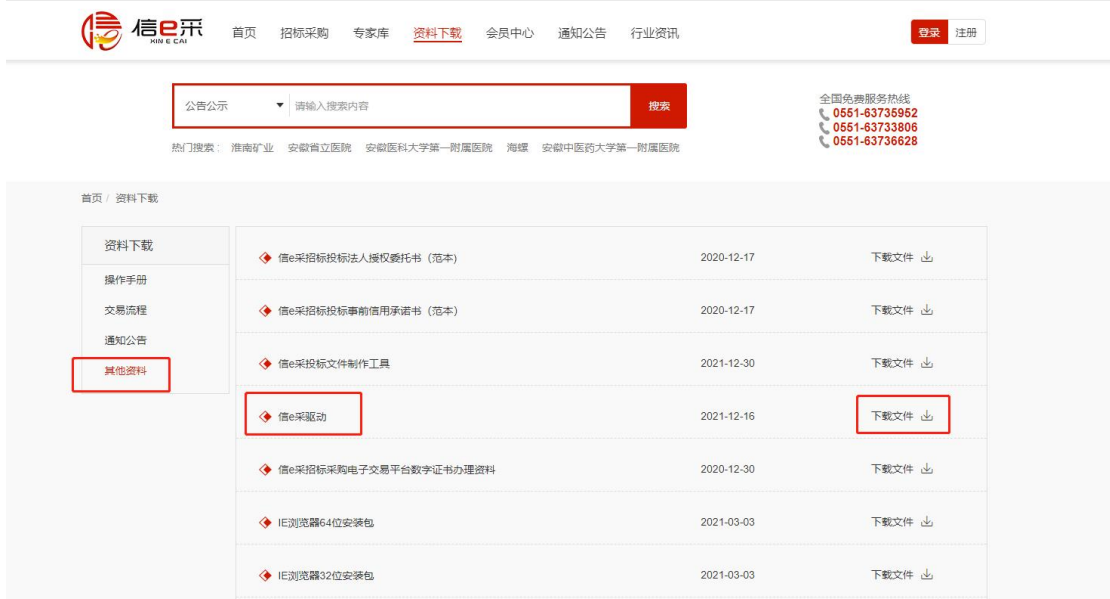 信e采
XIN E CAI
首页 招标采购 专家库 资料下载 会员中心 通知公告 行业资讯 登录 注册
公告公示 请输入搜索内容 搜索
全国免费服务热线
0551-63735952
0551-63733806
0551-63736628
热门搜索： 淮南矿业 安徽省立医院 安徽医科大学第一附属医院 海螺 安徽中医药大学第一附属医院
首页 / 资料下载
资料下载
操作手册
交易流程
通知公告
其他资料
信e采招标投标法人授权委托书（范本） 2020-12-17 下载文件
信e采招标投标事前信用承诺书（范本） 2020-12-17 下载文件
信e采投标文件制作工具 2021-12-30 下载文件
信e采驱动 2021-12-16 下载文件
信e采招标采购电子交易平台数字证书办理资料 2020-12-30 下载文件
IE浏览器64位安装包 2021-03-03 下载文件
IE浏览器32位安装包 2021-03-03 下载文件